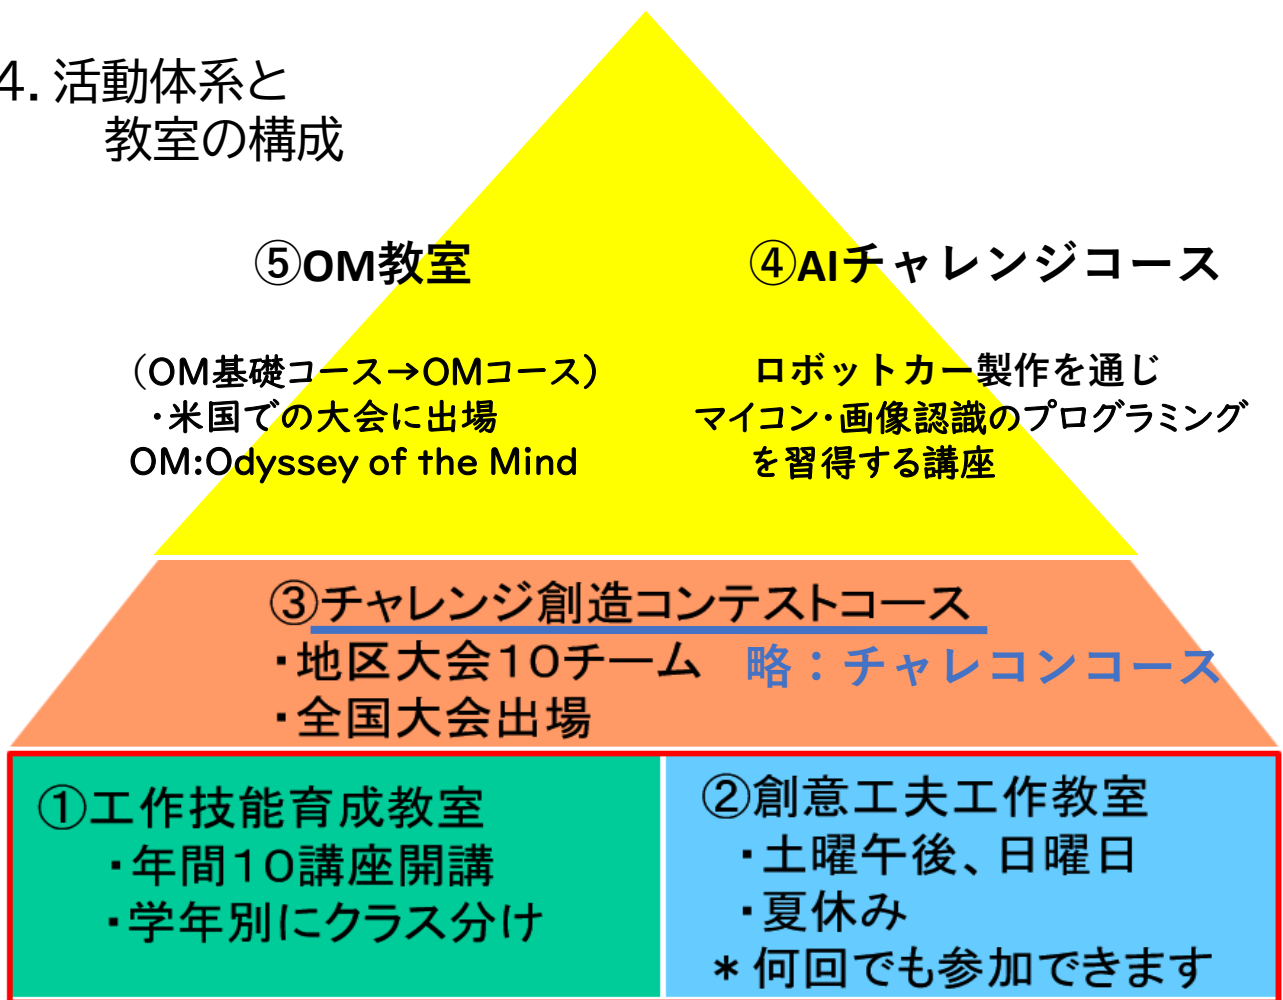 4. 活動体系と
教室の構成
⑤OM教室
(OM基礎コース→OMコース)
・米国での大会に出場
OM:Odyssey of the Mind
④AIチャレンジコース
ロボットカー製作を通じ
マイコン・画像認識のプログラミング
を習得する講座
③チャレンジ創造コンテストコース
・地区大会10チーム
略：チャレコンコース
・全国大会出場
①工作技能育成教室
・年間10講座開講
・学年別にクラス分け
②創意工夫工作教室
・土曜午後、日曜日
・夏休み
* 何回でも参加できます